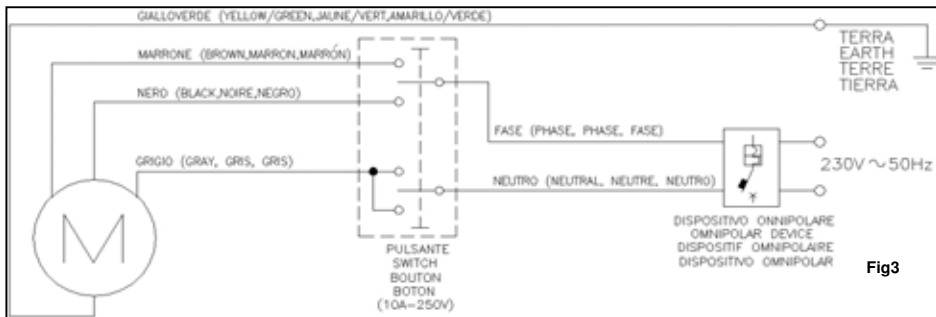 GIALLOVERDE (YELLOW/GREEN,JAUNE/VERT,AMARILLO/VERDE)
TERRA
EARTH
TERRE
TIERRA
MARRONE (BROWN,MARRON,MARRÓN)
NERO (BLACK,NOIRE,NEGRO)
FASE (PHASE, PHASE, FASE)
GRIGIO (GRAY, GRIS, GRIS)
230V ~ 50Hz
NEUTRO (NEUTRAL, NEUTRE, NEUTRO)
M
DISPOSITIVO ONNIPOLARE
OMNIPOLAR DEVICE
DISPOSITIF OMNIPOLAIRE
DISPOSITIVO OMNIPOLAR
PULSANTE
SWITCH
BOUTON
BOTON
(10A-250V)
Fig3